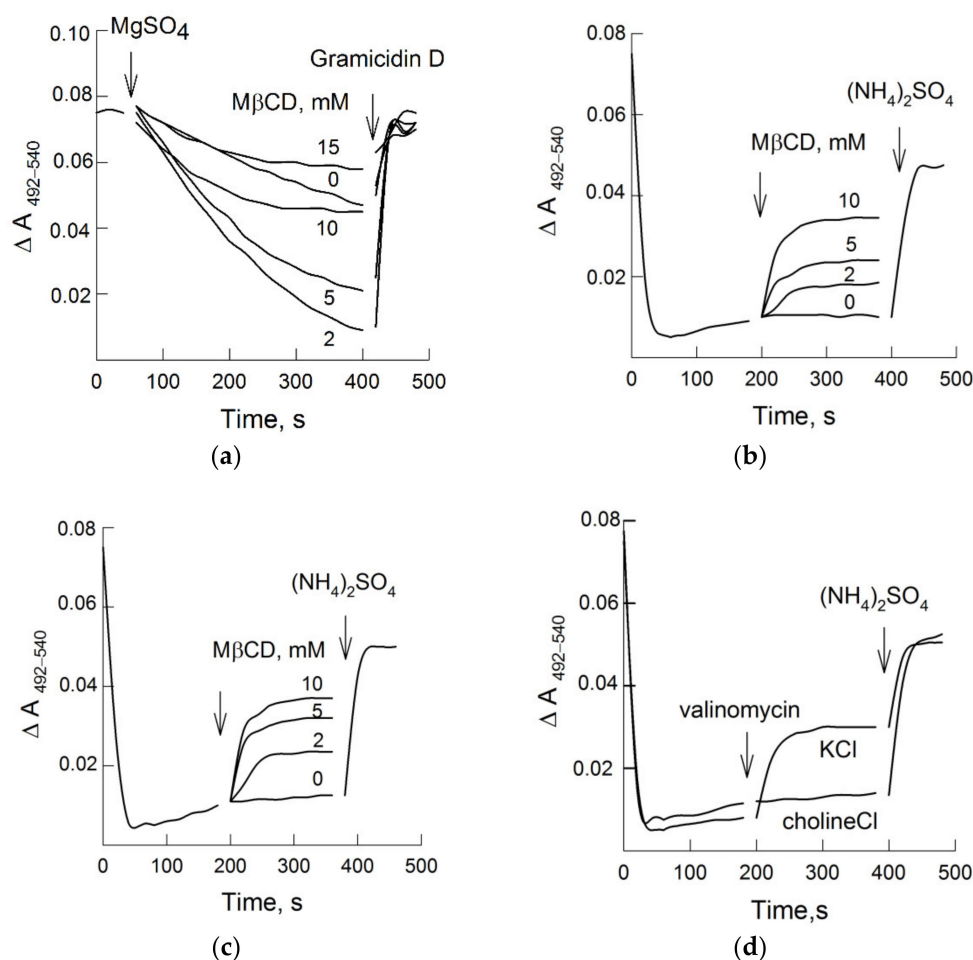 MgSO4
0.10
Gramicidin D
MβCD, mM
0.08
15
0
0.06
10
0.04
5
0.02
2
Δ A 492–540
0 100 200 300 400 500
Time, s
(a)
0.08
(NH4)2SO4
0.06
MβCD, mM
10
0.04
5
2
0.02
0
Δ A 492–540
0 100 200 300 400 500
Time, s
(b)
0.08
(NH4)2SO4
0.06
MβCD, mM
10
0.04
5
2
0.02
0
Δ A 492–540
0 100 200 300 400 500
Time, s
(c)
0.08
(NH4)2SO4
0.06
valinomycin
0.04
KCl
0.02
cholineCl
Δ A 492–540
0 100 200 300 400 500
Time,s
(d)